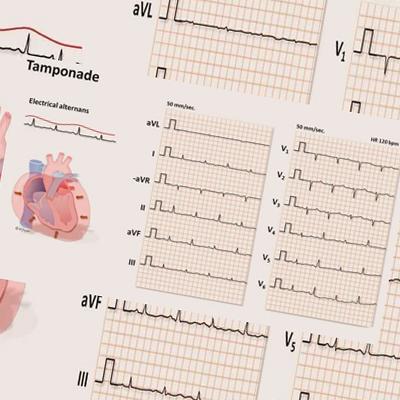 aVL
V1
Tamponade
Electrical alternans
50 mm/sec.
aVL
I
-aVR
II
aVF
III
50 mm/sec.
HR 120 bpm
V1
V2
V3
V4
V5
V6
aVF
III
V5